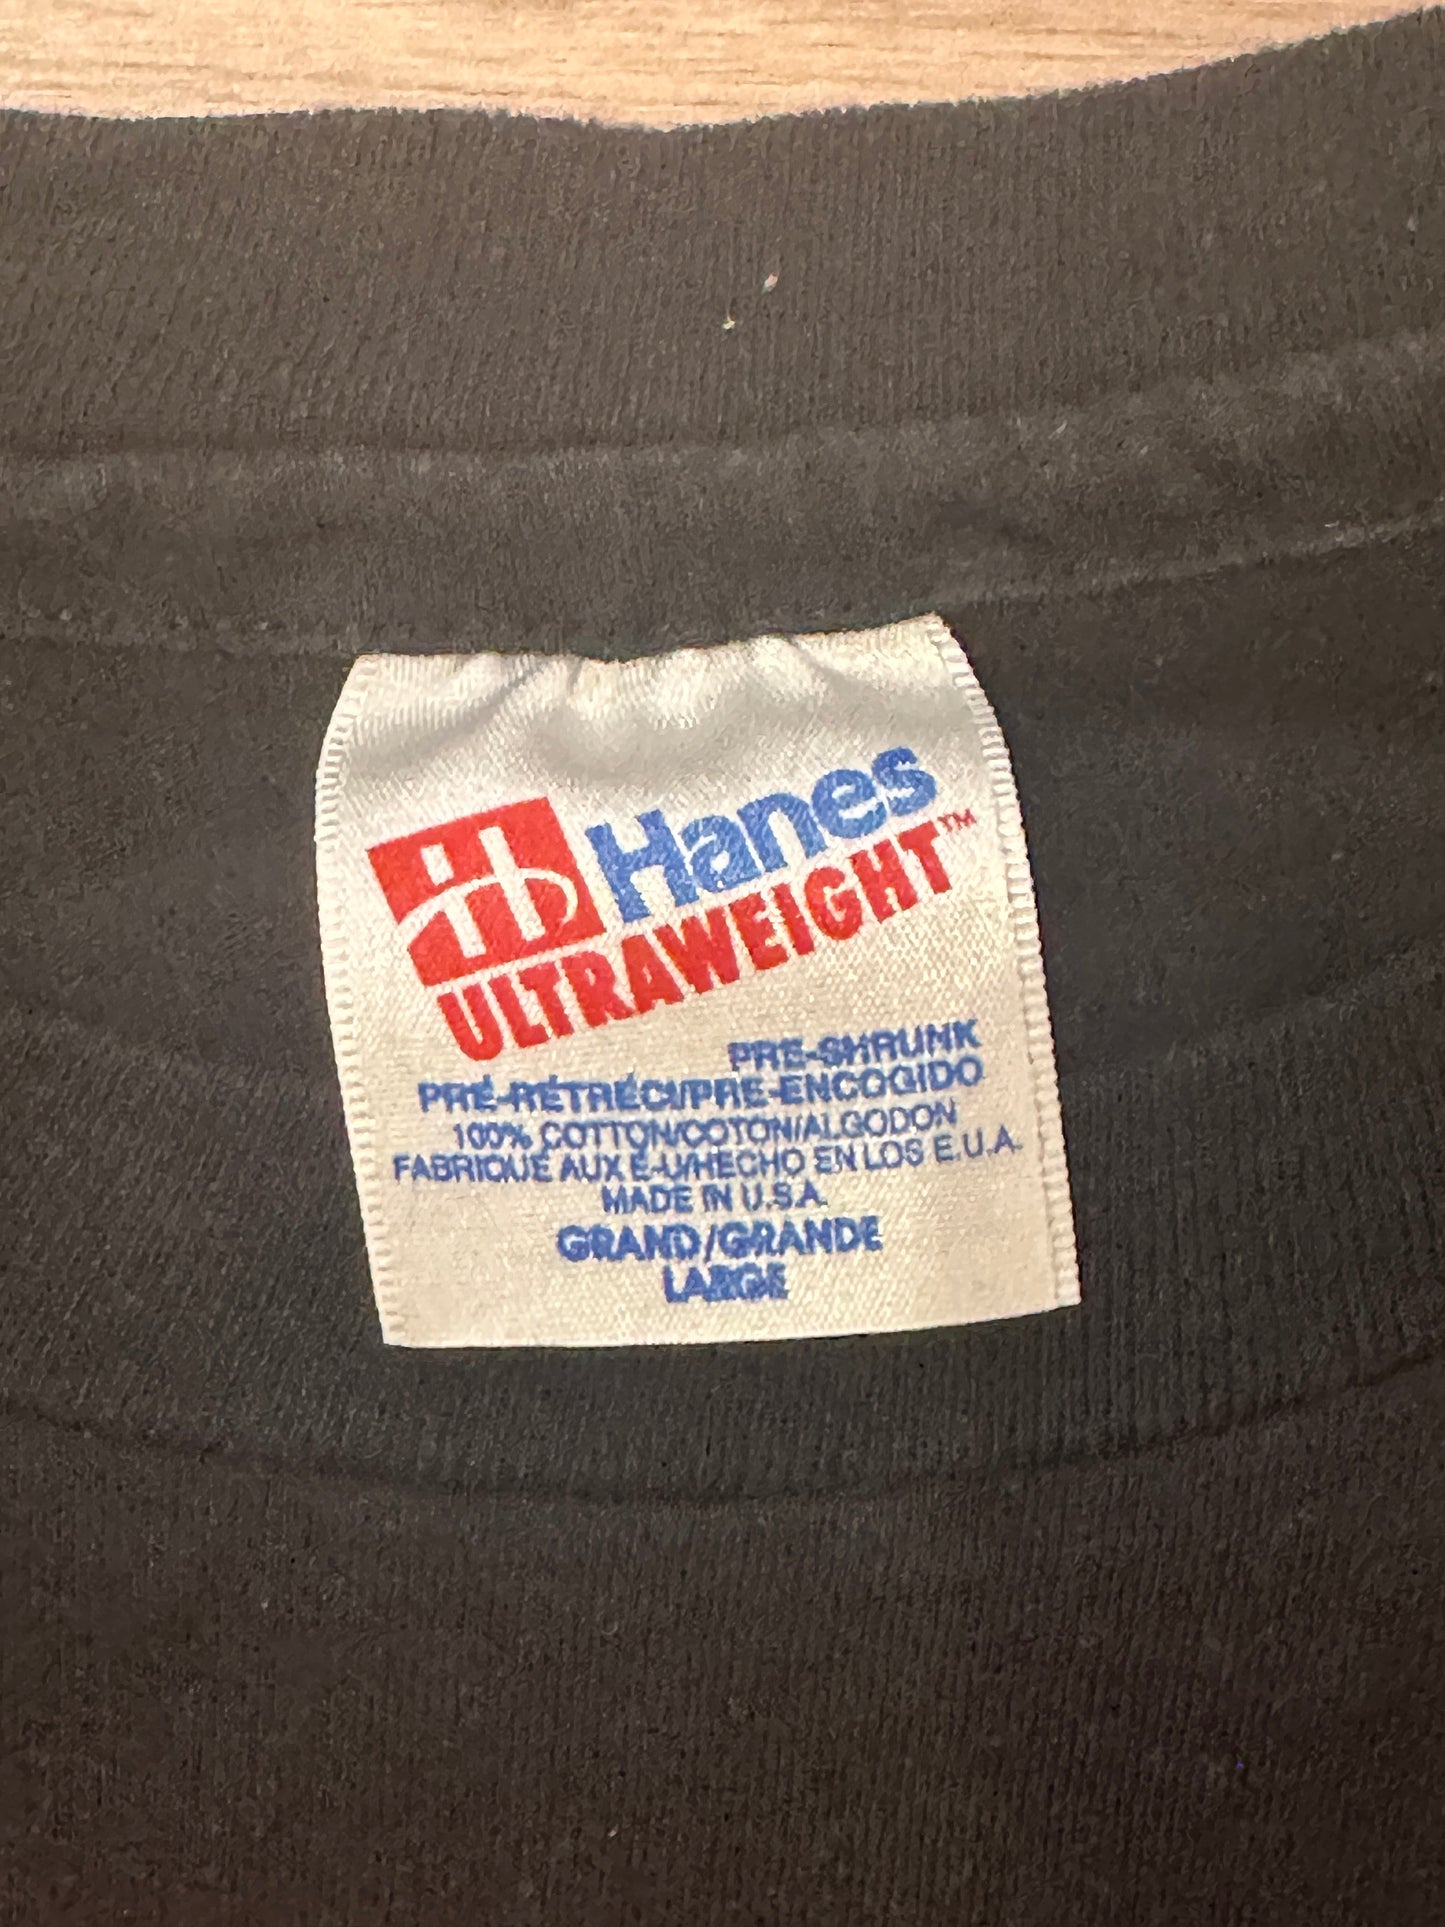 Hanes
ULTRAWEIGHT™
PRE-SHRUNK
PRÉ-RÉTRÉCI/PRE-ENCOGIDO
100% COTTON/COTON/ALGODON
FABRIQUÉ AUX É-U/HECHO EN LOS E.U.A.
MADE IN U.S.A.
GRAND/GRANDE
LARGE